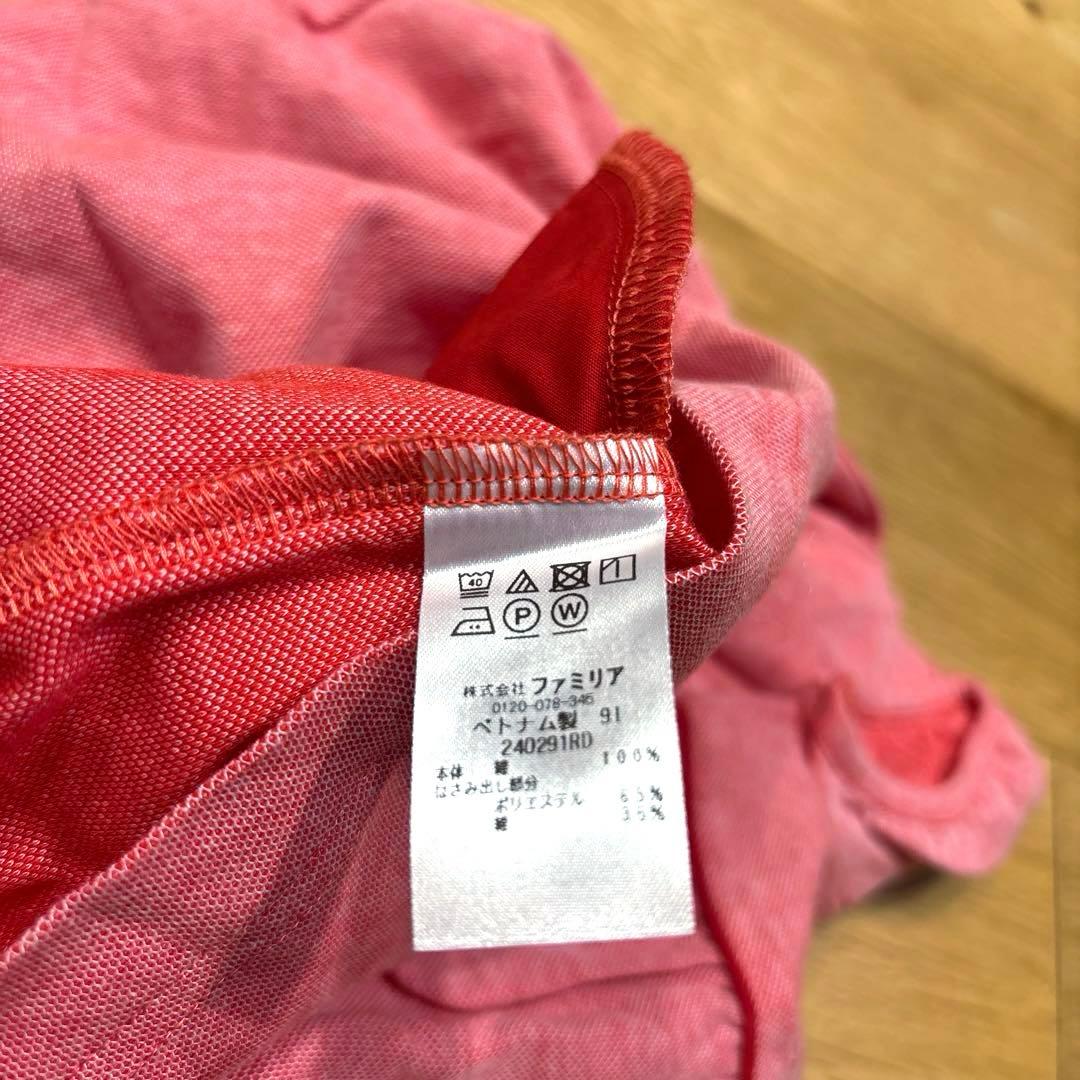 40
P W
株式会社 ファミリア
0120-078-345
ベトナム製 91
240291RD
本体 綿 100%
はさみ出し部分
ポリエステル 65%
綿 35%